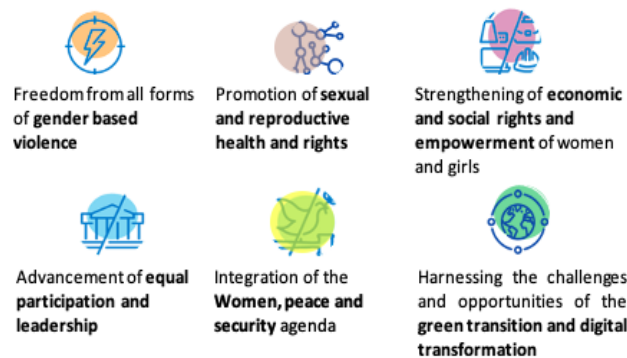 Freedom from all forms
of gender based
violence
Promotion of sexual
and reproductive
health and rights
Strengthening of economic
and social rights and
empowerment of women
and girls
Advancement of equal
participation and
leadership
Integration of the
Women, peace and
security agenda
Harnessing the challenges
and opportunities of the
green transition and digital
transformation